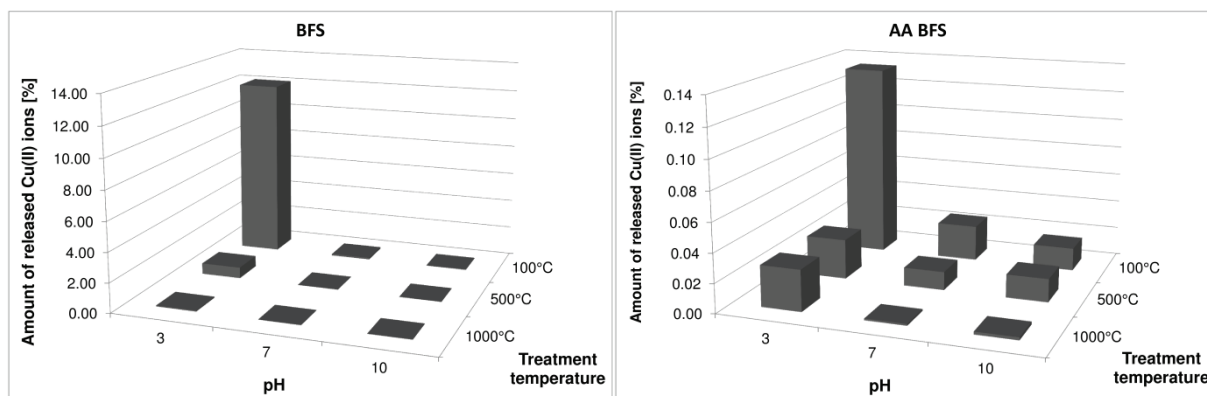 BFS
Amount of released Cu(II) ions [%]
14.00
12.00
10.00
8.00
6.00
4.00
2.00
0.00
3
7
10
pH
100°C
500°C
1000°C
Treatment
temperature
AA BFS
Amount of released Cu(II) ions [%]
0.14
0.12
0.10
0.08
0.06
0.04
0.02
0.00
3
7
10
pH
100°C
500°C
1000°C
Treatment
temperature